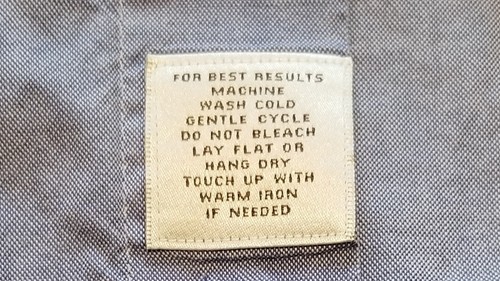 FOR BEST RESULTS
MACHINE
WASH COLD
GENTLE CYCLE
DO NOT BLEACH
LAY FLAT OR
HANG DRY
TOUCH UP WITH
WARM IRON
IF NEEDED